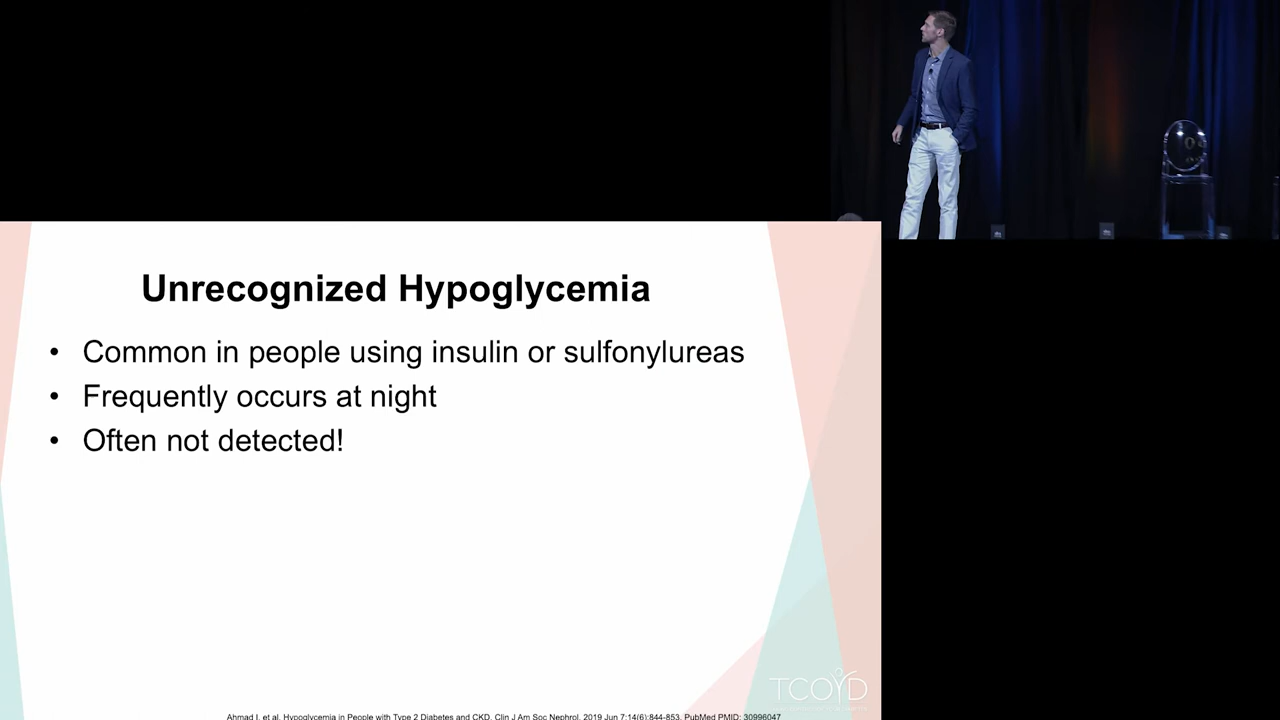 Unrecognized Hypoglycemia
• Common in people using insulin or sulfonylureas
• Frequently occurs at night
• Often not detected!
TCOYD
Ahmad I, et al. Hypoglycemia in People with Type 2 Diabetes and CKD. Clin J Am Soc Nephrol. 2019 Jun 7;14(6):844-853. PubMed PMID: 30996047